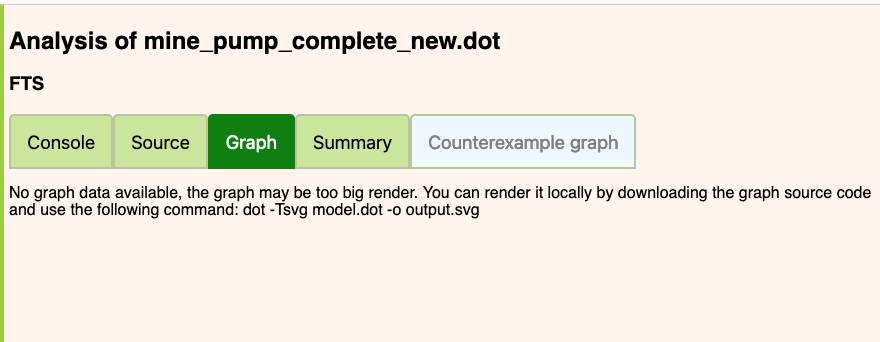 Analysis of mine_pump_complete_new.dot
FTS
Console
Source
Graph
Summary
Counterexample graph
No graph data available, the graph may be too big render. You can render it locally by downloading the graph source code
and use the following command: dot -Tsvg model.dot -o output.svg